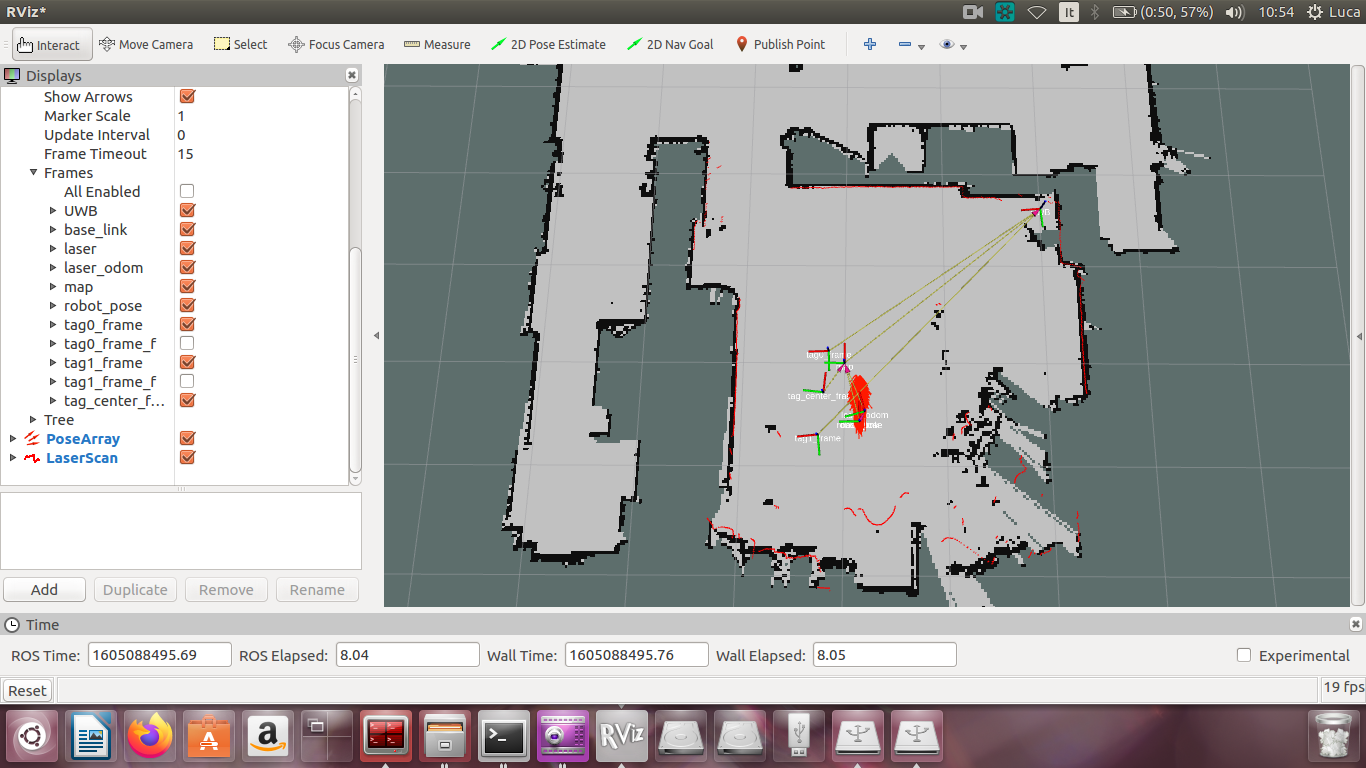 RViz*
It
(0:50, 57%)
10:54
Luca
Interact
Move Camera
Select
Focus Camera
Measure
2D Pose Estimate
2D Nav Goal
Publish Point
Displays
Show Arrows
Marker Scale 1
Update Interval 0
Frame Timeout 15
Frames
All Enabled
UWB
base_link
laser
laser_odom
map
robot_pose
tag0_frame
tag0_frame_f
tag1_frame
tag1_frame_f
tag_center_f...
Tree
PoseArray
LaserScan
Add
Duplicate
Remove
Rename
tag0_frame
tag_center_fra
tag1_frame
Time
ROS Time: 1605088495.69
ROS Elapsed: 8.04
Wall Time: 1605088495.76
Wall Elapsed: 8.05
Experimental
Reset
19 fps
RViz